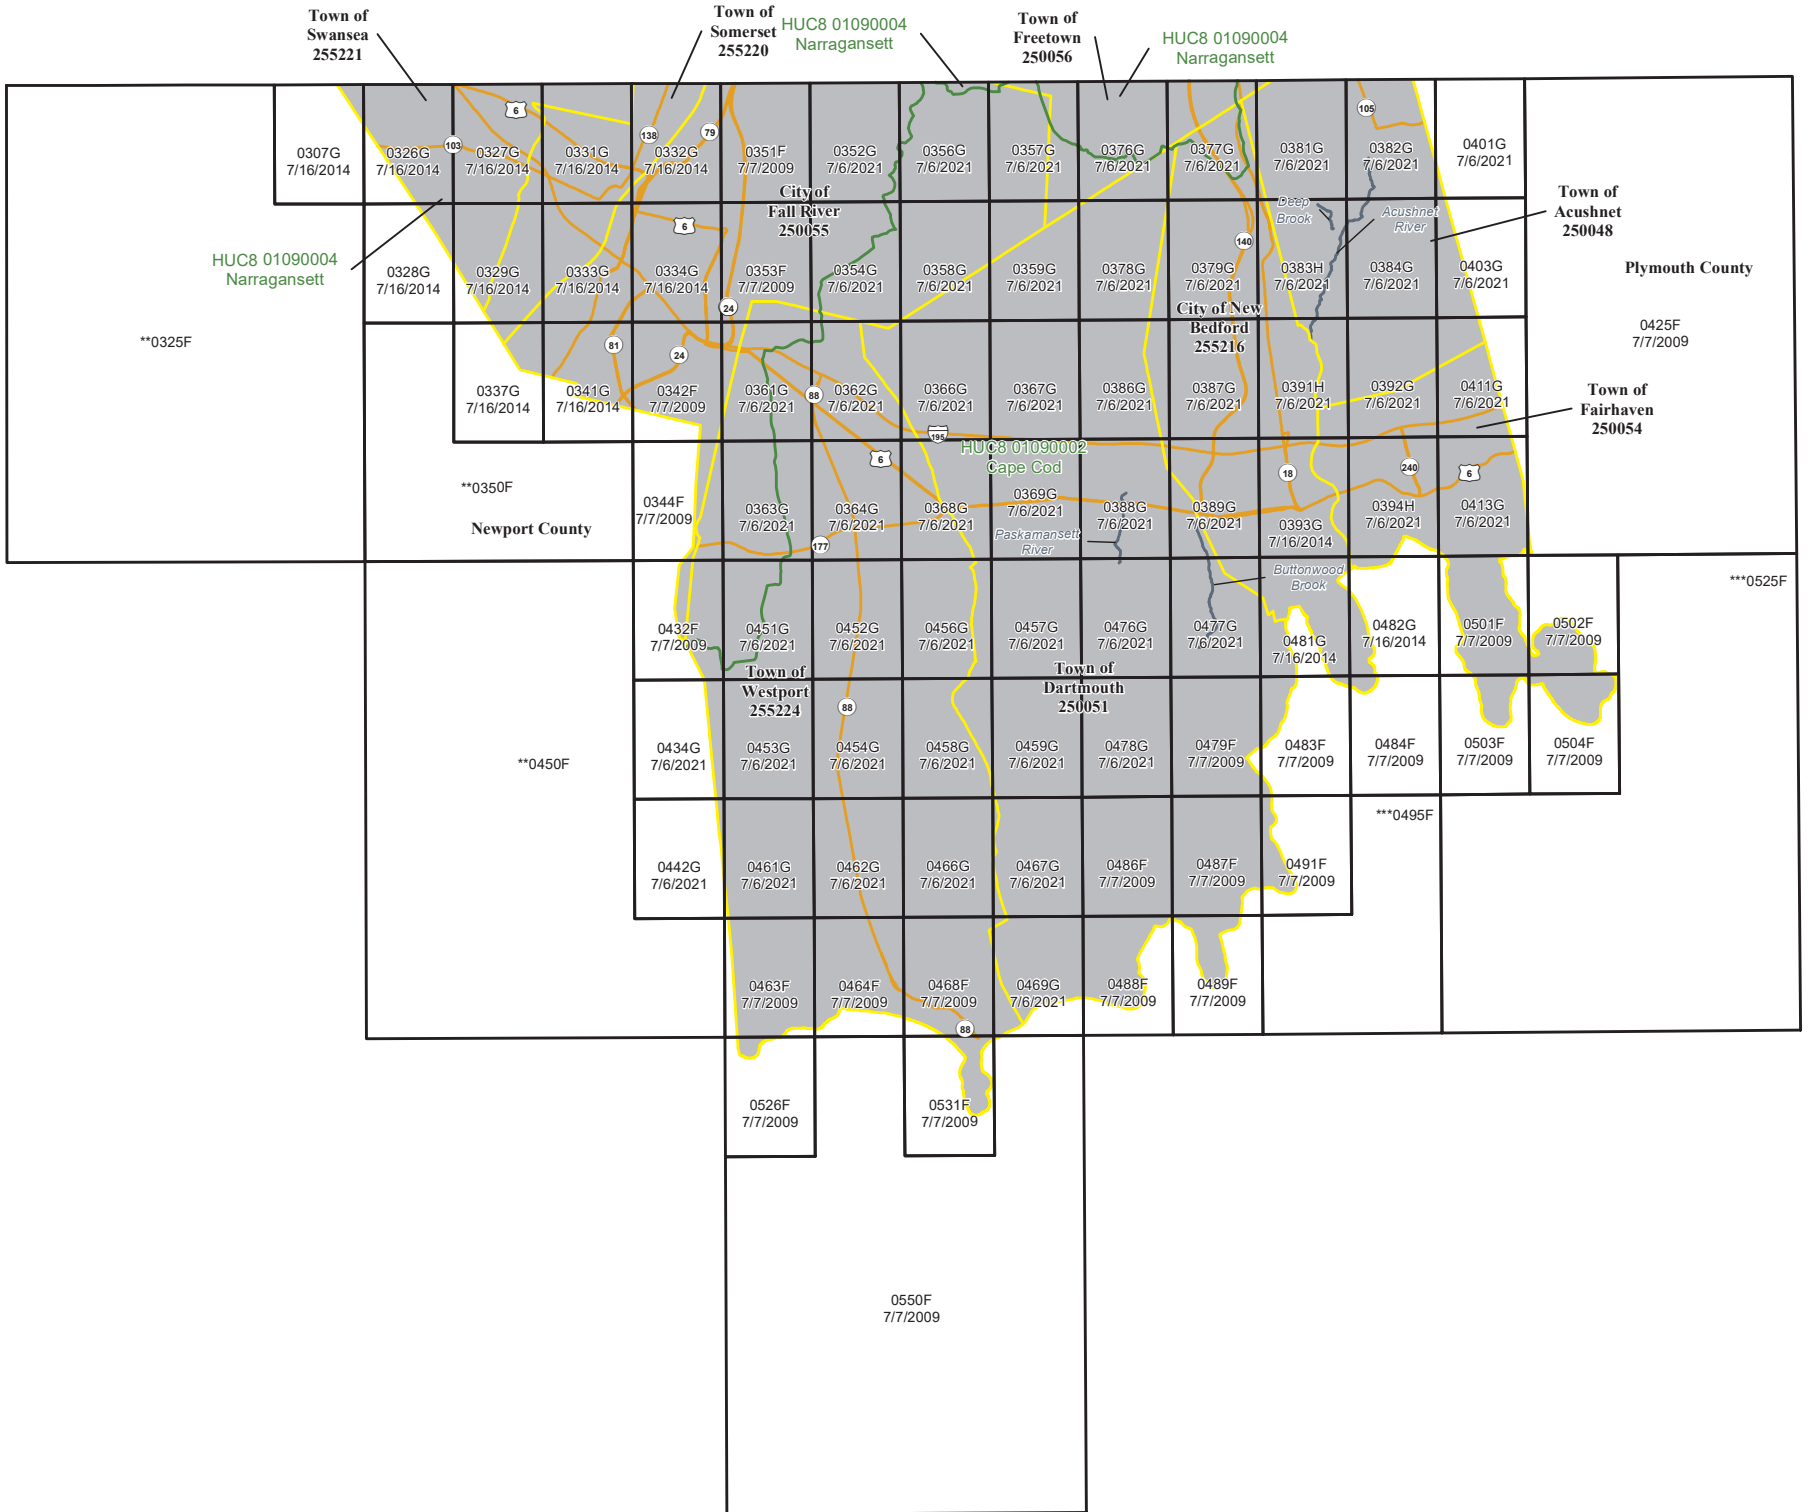 Town of
Swansea
255221
Town of
Somerset
255220
HUC8 01090004
Narragansett
Town of
Freetown
250056
HUC8 01090004
Narragansett
6
138
79
105
103
0307G
7/16/2014
0326G
7/16/2014
0327G
7/16/2014
0331G
7/16/2014
0332G
7/16/2014
0351F
7/7/2009
0352G
7/6/2021
0356G
7/6/2021
0357G
7/6/2021
0376G
7/6/2021
0377G
7/6/2021
0381G
7/6/2021
0382G
7/6/2021
0401G
7/6/2021
City of
Fall River
250055
Deep
Brook
Acushnet
River
Town of
Acushnet
250048
6
140
HUC8 01090004
Narragansett
0328G
7/16/2014
0329G
7/16/2014
0333G
7/16/2014
0334G
7/16/2014
0353F
7/7/2009
0354G
7/6/2021
0358G
7/6/2021
0359G
7/6/2021
0378G
7/6/2021
0379G
7/6/2021
0383H
7/6/2021
0384G
7/6/2021
0403G
7/6/2021
Plymouth County
24
City of New
Bedford
255216
**0325F
0425F
7/7/2009
81
24
88
0337G
7/16/2014
0341G
7/16/2014
0342F
7/7/2009
0361G
7/6/2021
0362G
7/6/2021
0366G
7/6/2021
0367G
7/6/2021
0386G
7/6/2021
0387G
7/6/2021
0391H
7/6/2021
0392G
7/6/2021
0411G
7/6/2021
Town of
Fairhaven
250054
195
HUC8 01090002
Cape Cod
6
18
240
6
**0350F
Newport County
0344F
7/7/2009
0363G
7/6/2021
0364G
7/6/2021
0368G
7/6/2021
0369G
7/6/2021
0388G
7/6/2021
0389G
7/6/2021
0393G
7/16/2014
0394H
7/6/2021
0413G
7/6/2021
177
Paskamansett
River
Buttonwood
Brook
***0525F
0432F
7/7/2009
0451G
7/6/2021
0452G
7/6/2021
0456G
7/6/2021
0457G
7/6/2021
0476G
7/6/2021
0477G
7/6/2021
0481G
7/16/2014
0482G
7/16/2014
0501F
7/7/2009
0502F
7/7/2009
Town of
Westport
255224
Town of
Dartmouth
250051
88
**0450F
0434G
7/6/2021
0453G
7/6/2021
0454G
7/6/2021
0458G
7/6/2021
0459G
7/6/2021
0478G
7/6/2021
0479F
7/7/2009
0483F
7/7/2009
0484F
7/7/2009
0503F
7/7/2009
0504F
7/7/2009
***0495F
0442G
7/6/2021
0461G
7/6/2021
0462G
7/6/2021
0466G
7/6/2021
0467G
7/6/2021
0486F
7/7/2009
0487F
7/7/2009
0491F
7/7/2009
0463F
7/7/2009
0464F
7/7/2009
0468F
7/7/2009
0469G
7/6/2021
0488F
7/7/2009
0489F
7/7/2009
88
0526F
7/7/2009
0531F
7/7/2009
0550F
7/7/2009